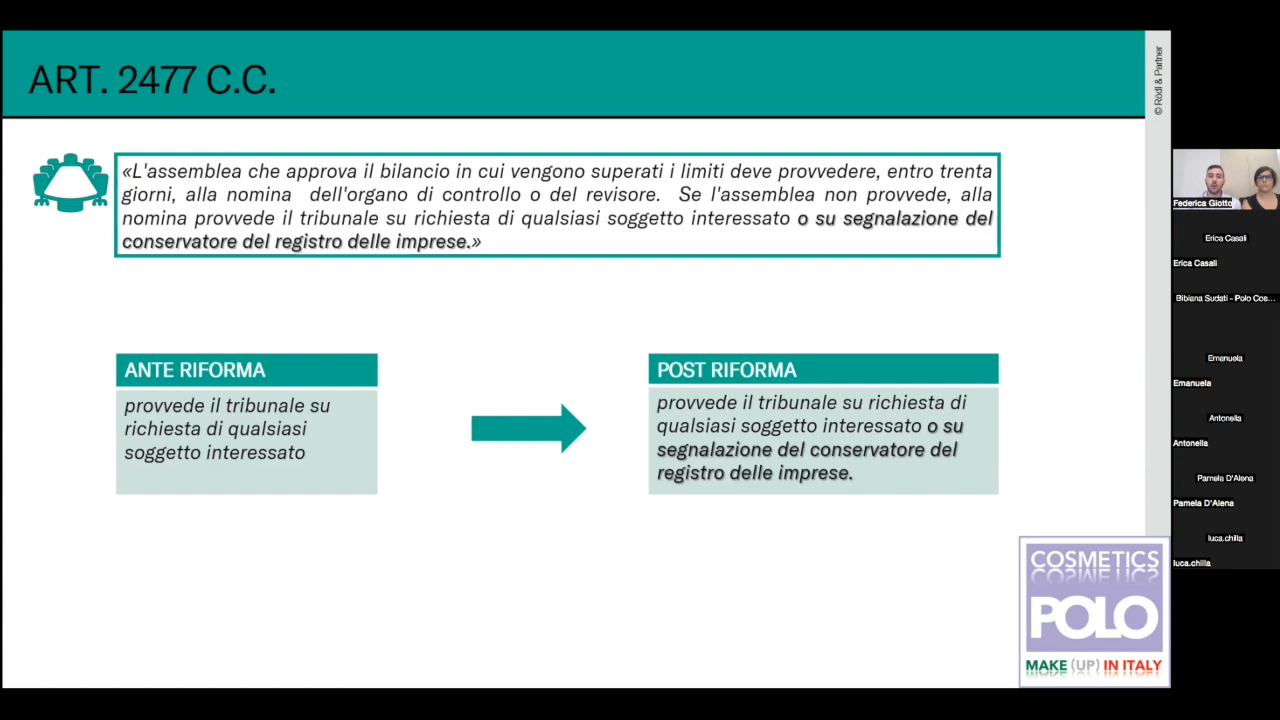 ART. 2477 C.C.
© Rödl & Partner
«L'assemblea che approva il bilancio in cui vengono superati i limiti deve provvedere, entro trenta
giorni, alla nomina dell'organo di controllo o del revisore. Se l'assemblea non provvede, alla
nomina provvede il tribunale su richiesta di qualsiasi soggetto interessato o su segnalazione del
conservatore del registro delle imprese.»
ANTE RIFORMA
provvede il tribunale su
richiesta di qualsiasi
soggetto interessato
POST RIFORMA
provvede il tribunale su richiesta di
qualsiasi soggetto interessato o su
segnalazione del conservatore del
registro delle imprese.
COSMETICS
POLO
MAKE (UP) IN ITALY
Federica Giotto
Erica Casali
Erica Casali
Bibiana Sudati - Polo Cos...
Emanuela
Emanuela
Antonella
Antonella
Pamela D'Alena
Pamela D'Alena
luca.chilla
luca.chilla